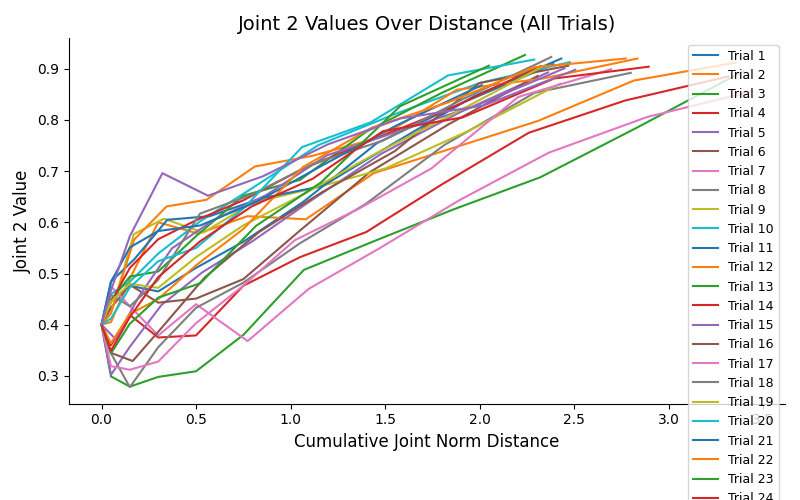 Joint 2 Values Over Distance (All Trials)
Joint 2 Value
0.9
0.8
0.7
0.6
0.5
0.4
0.3
0.0
0.5
1.0
1.5
2.0
2.5
3.0
Cumulative Joint Norm Distance
Trial 1
Trial 2
Trial 3
Trial 4
Trial 5
Trial 6
Trial 7
Trial 8
Trial 9
Trial 10
Trial 11
Trial 12
Trial 13
Trial 14
Trial 15
Trial 16
Trial 17
Trial 18
Trial 19
Trial 20
Trial 21
Trial 22
Trial 23
Trial 24